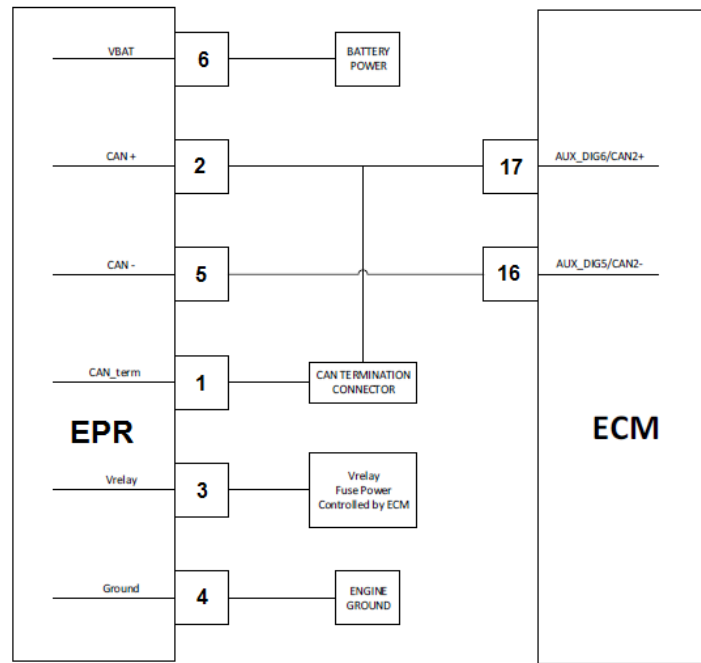 VBAT
6
BATTERY
POWER
CAN +
2
17
AUX_DIG6/CAN2+
CAN -
5
16
AUX_DIG5/CAN2-
CAN_term
1
CAN TERMINATION
CONNECTOR
EPR
ECM
Vrelay
3
Vrelay
Fuse Power
Controlled by ECM
Ground
4
ENGINE
GROUND